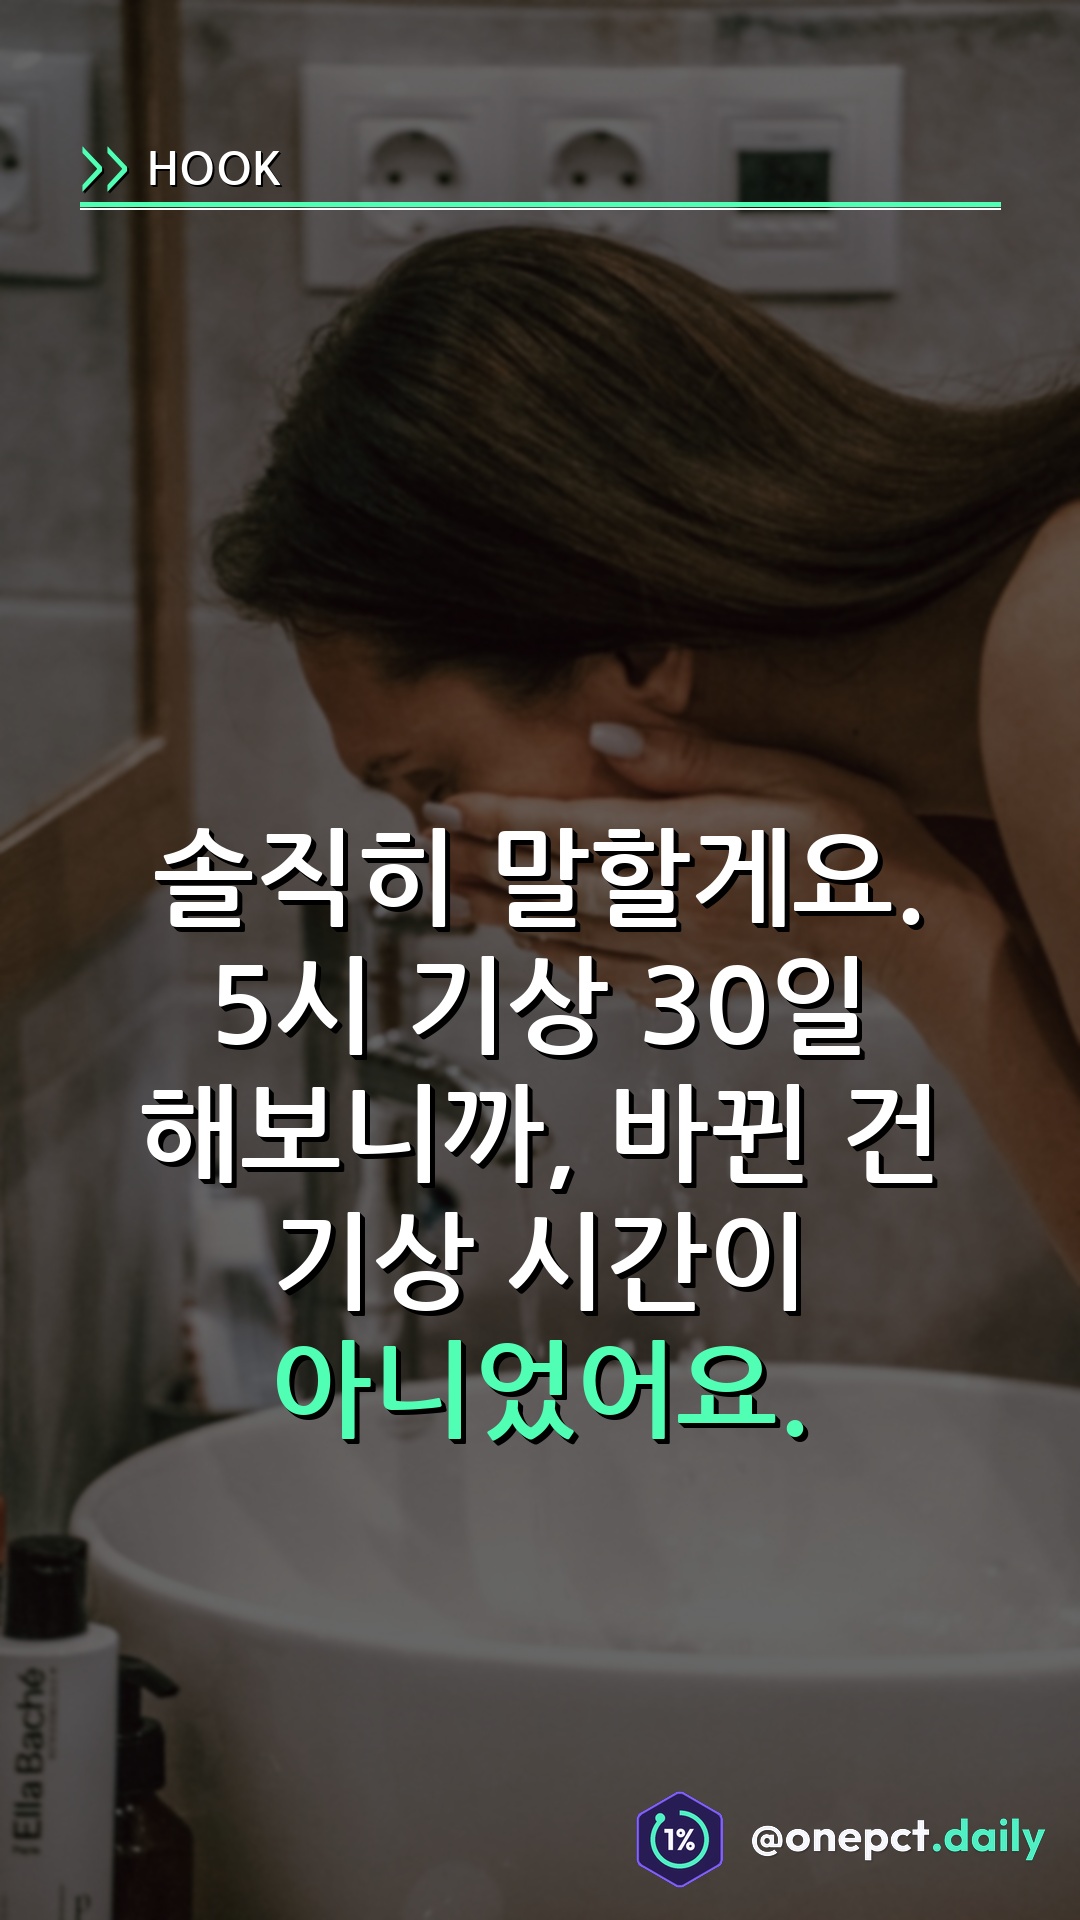 HOOK
솔직히 말할게요.
5시 기상 30일
해보니까, 바뀐 건
기상 시간이
아니었어요.
Ella Baché
1% @onepct.daily